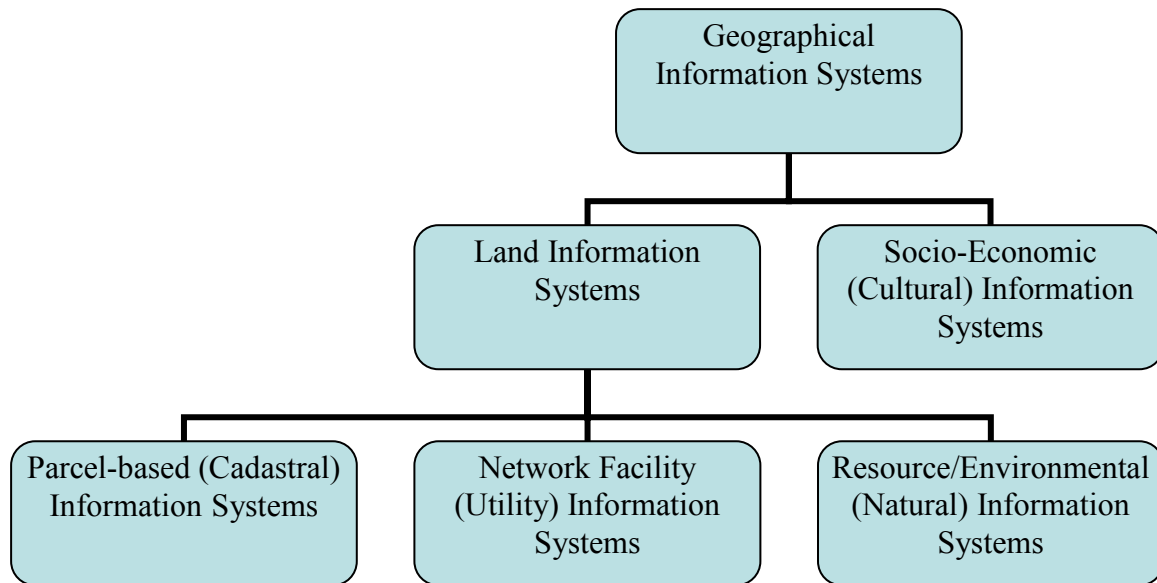 Geographical
Information Systems
Land Information
Systems
Socio-Economic
(Cultural) Information
Systems
Parcel-based (Cadastral)
Information Systems
Network Facility
(Utility) Information
Systems
Resource/Environmental
(Natural) Information
Systems